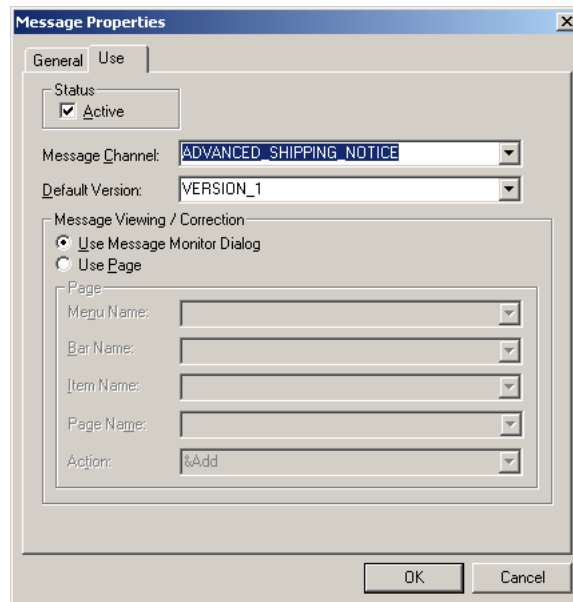 Message Properties
General Use
Status
Active
Message Channel: ADVANCED_SHIPPING_NOTICE
Default Version: VERSION_1
Message Viewing / Correction
Use Message Monitor Dialog
Use Page
Page
Menu Name:
Bar Name:
Item Name:
Page Name:
Action: &Add
OK Cancel